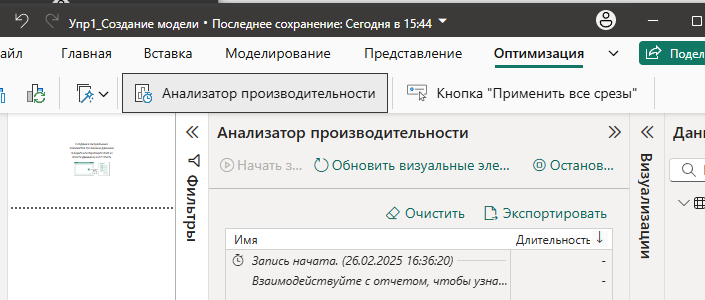 Упр1_Создание модели • Последнее сохранение: Сегодня в 15:44
айл Главная Вставка Моделирование Представление Оптимизация Подел
Анализатор производительности Кнопка "Применить все срезы"
Фильтры
Анализатор производительности
Начать з... Обновить визуальные эле... Останов...
Очистить Экспортировать
Имя Длительность
Запись начата. (26.02.2025 16:36:20) -
Взаимодействуйте с отчетом, чтобы узна... -
Визуализации
Данн